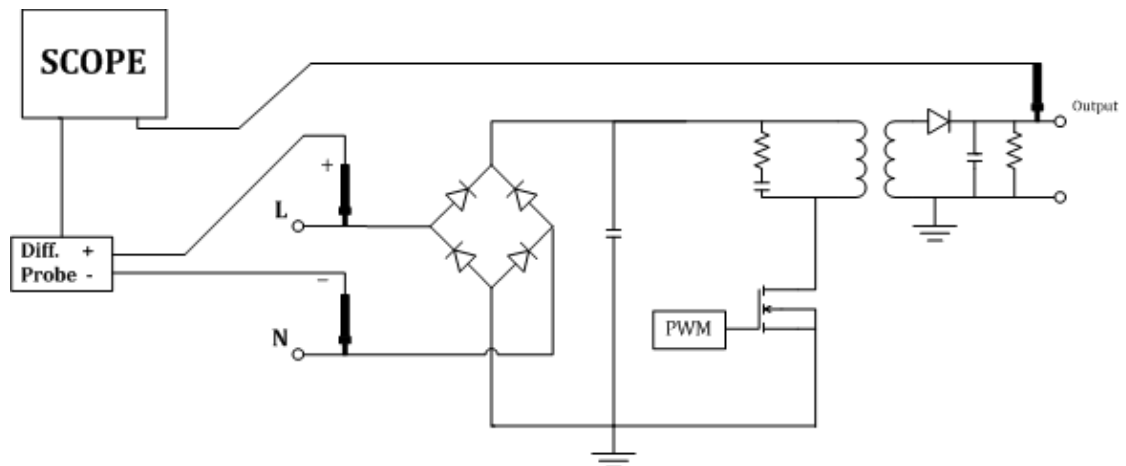 SCOPE
Output
+
L
Diff. +
Probe -
−
PWM
N